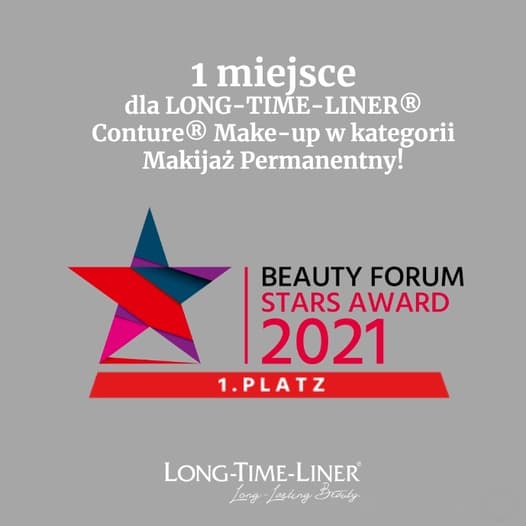 1 miejsce
dla LONG-TIME-LINER®
Conture® Make-up w kategorii
Makijaż Permanentny!
BEAUTY FORUM
STARS AWARD
2021
1.PLATZ
LONG-TIME-LINER®
Long-Lasting Beauty